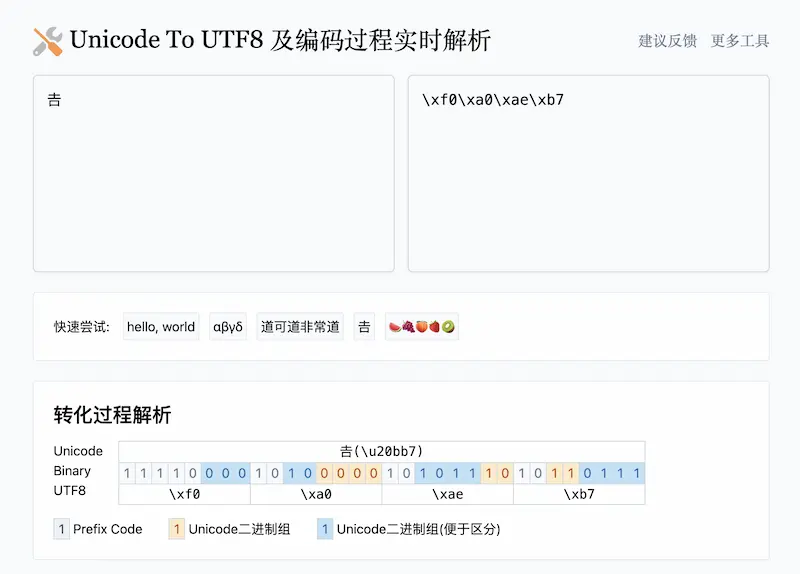 Unicode To UTF8 及编码过程实时解析
建议反馈 更多工具
𠮷
\xf0\xa0\xae\xb7
快速尝试: hello, world αβγδ 道可道非常道 𠮷 🍉🍇🍑🍓🥝
转化过程解析
Unicode 𠮷(\u20bb7)
Binary 1 1 1 1 0 0 0 0 1 0 1 0 0 0 0 0 1 0 1 0 1 1 1 0 1 0 1 1 0 1 1 1
UTF8 \xf0 \xa0 \xae \xb7
1 Prefix Code 1 Unicode二进制组 1 Unicode二进制组(便于区分)